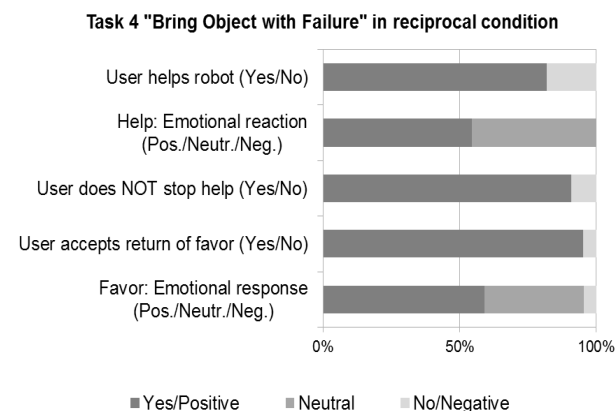 Task 4 "Bring Object with Failure" in reciprocal condition
User helps robot (Yes/No)
Help: Emotional reaction
(Pos./Neutr./Neg.)
User does NOT stop help (Yes/No)
User accepts return of favor (Yes/No)
Favor: Emotional response
(Pos./Neutr./Neg.)
0% 50% 100%
Yes/Positive Neutral No/Negative